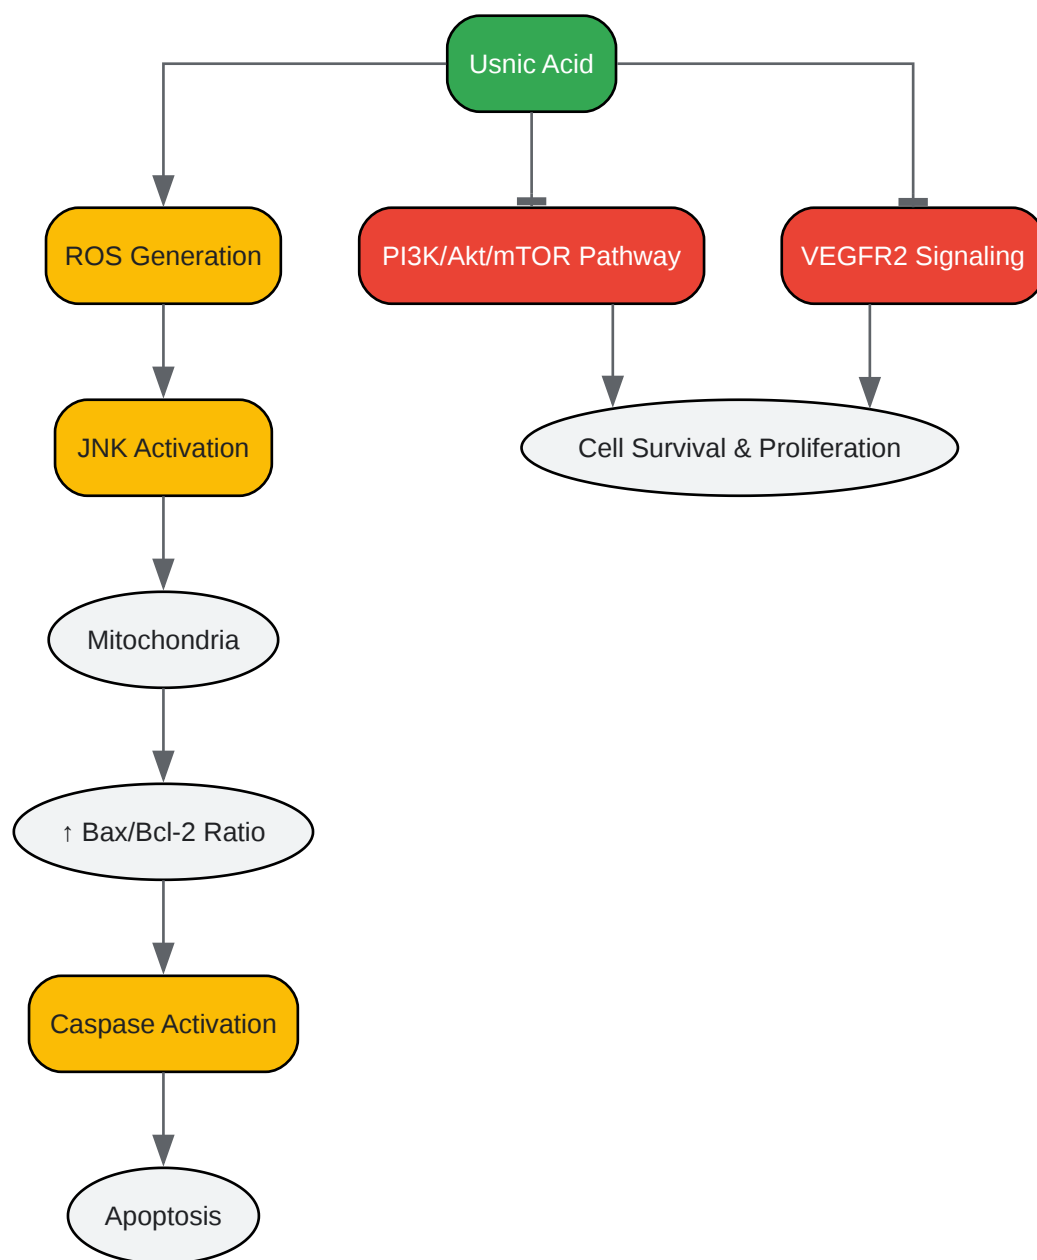 Usnic Acid
ROS Generation
PI3K/Akt/mTOR Pathway
VEGFR2 Signaling
JNK Activation
Cell Survival & Proliferation
Mitochondria
↑ Bax/Bcl-2 Ratio
Caspase Activation
Apoptosis